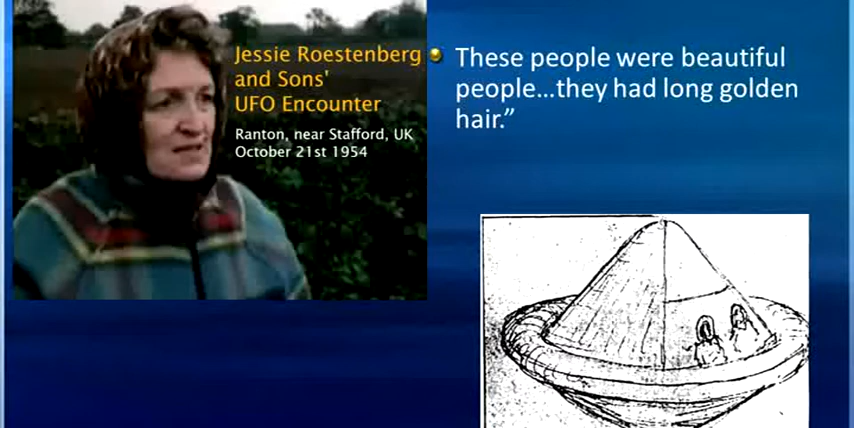 Jessie Roestenberg
and Sons'
UFO Encounter
Ranton, near Stafford, UK
October 21st 1954
These people were beautiful
people...they had long golden
hair.”